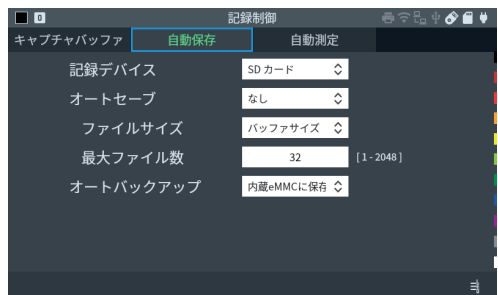 0 記録制御
キャプチャバッファ 自動保存 自動測定
記録デバイス SD カード
オートセーブ なし
ファイルサイズ バッファサイズ
最大ファイル数 32 [ 1 - 2048 ]
オートバックアップ 内蔵eMMCに保存